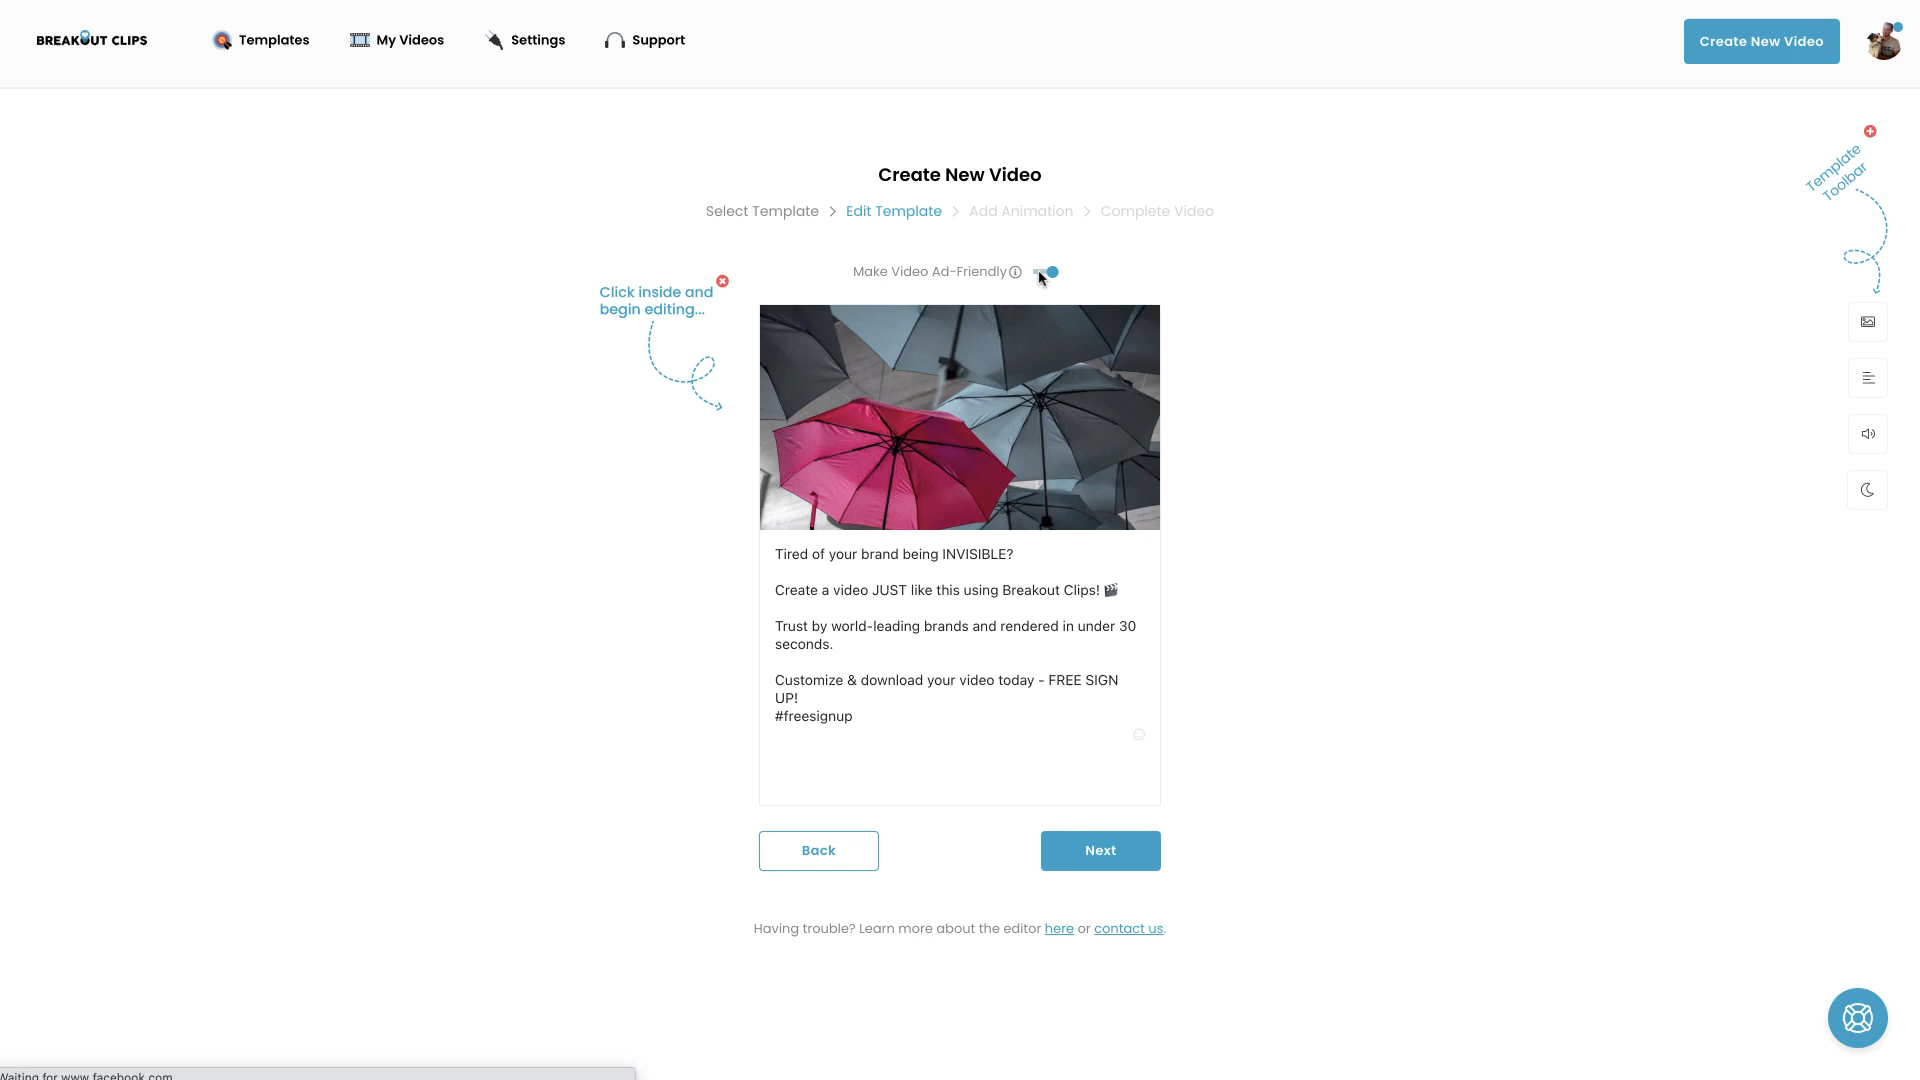 BREAKOUT CLIPS
Templates
My Videos
Settings
Support
Create New Video
Template
Toolbar
Create New Video
Select Template > Edit Template > Add Animation > Complete Video
Make Video Ad-Friendly
Click inside and
begin editing...
Tired of your brand being INVISIBLE?
Create a video JUST like this using Breakout Clips! 🎬
Trust by world-leading brands and rendered in under 30
seconds.
Customize & download your video today - FREE SIGN
UP!
#freesignup
Back
Next
Having trouble? Learn more about the editor here or contact us.
Waiting for www.facebook.com